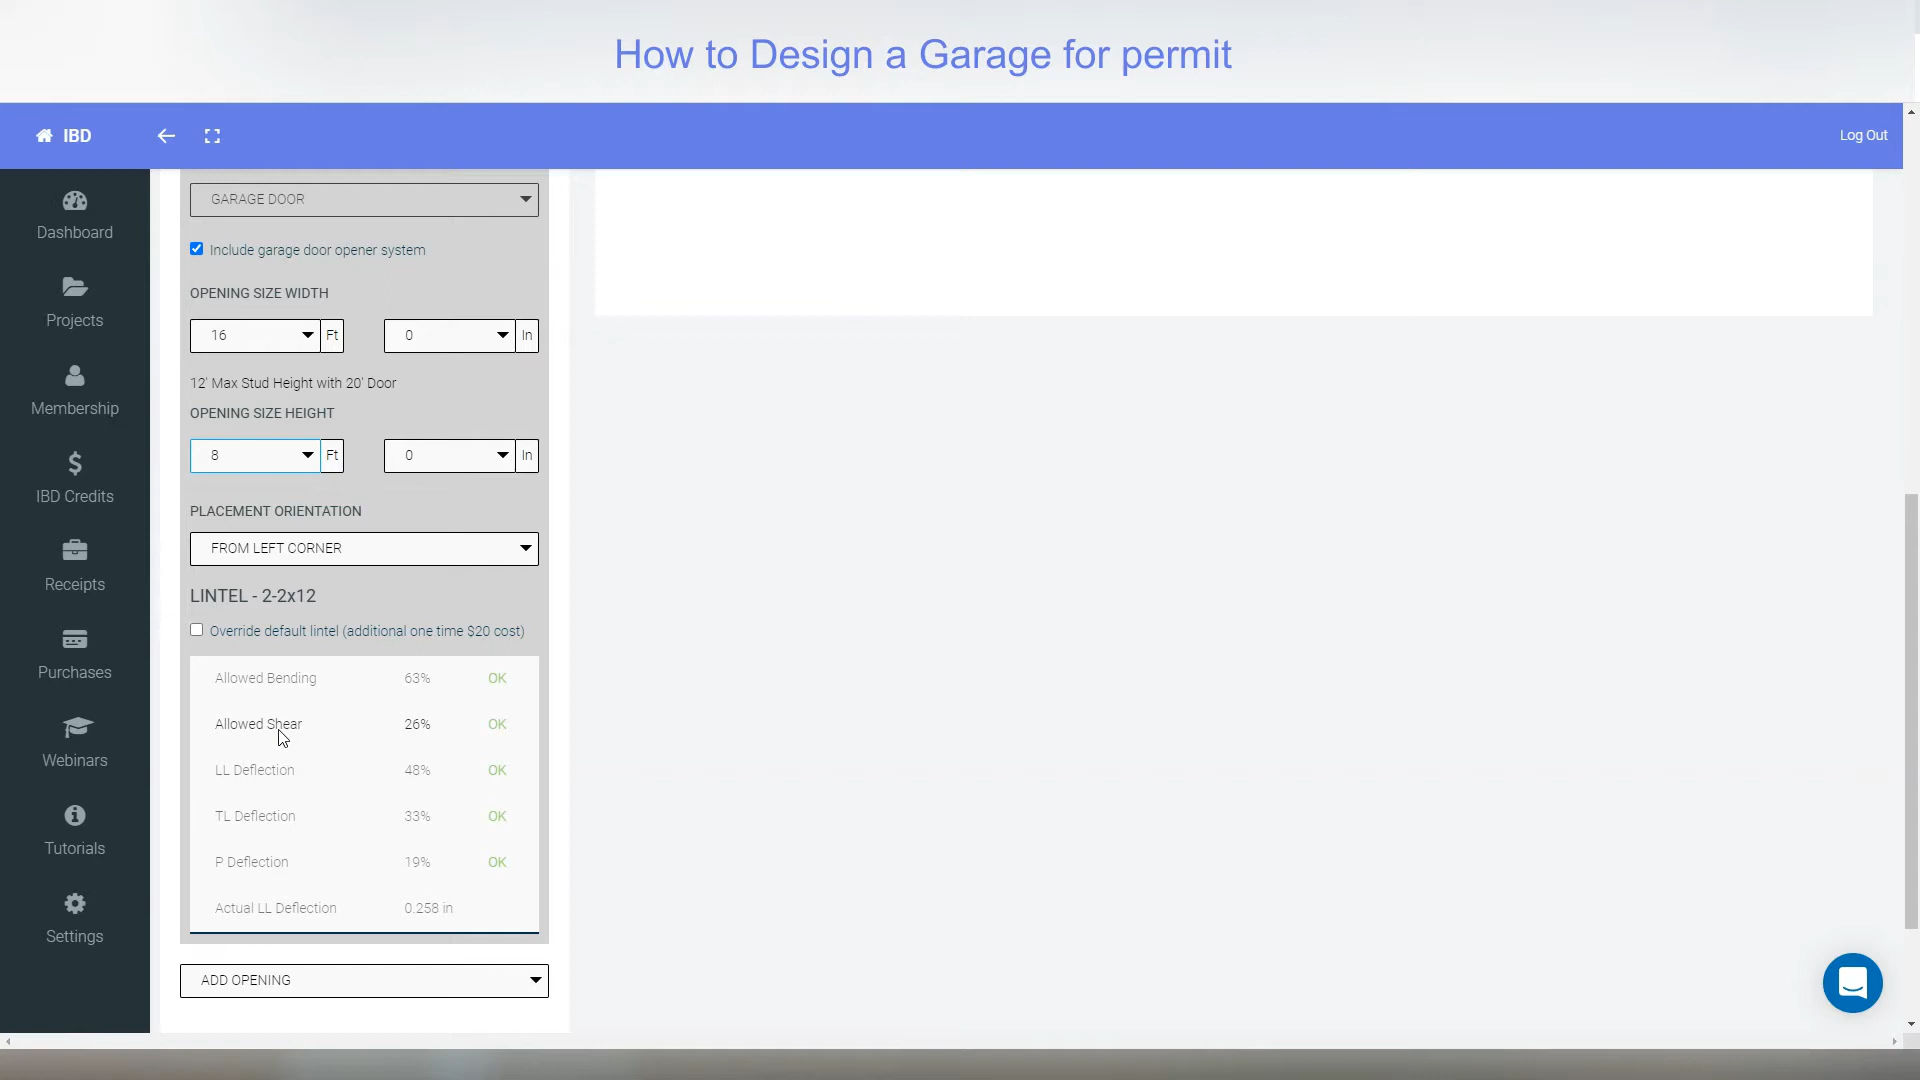 How to Design a Garage for permit
IBD
Log Out
Dashboard
Projects
Membership
IBD Credits
Receipts
Purchases
Webinars
Tutorials
Settings
GARAGE DOOR
Include garage door opener system
OPENING SIZE WIDTH
16 Ft 0 In
12' Max Stud Height with 20' Door
OPENING SIZE HEIGHT
8 Ft 0 In
PLACEMENT ORIENTATION
FROM LEFT CORNER
LINTEL - 2-2x12
Override default lintel (additional one time $20 cost)
Allowed Bending 63% OK
Allowed Shear 26% OK
LL Deflection 48% OK
TL Deflection 33% OK
P Deflection 19% OK
Actual LL Deflection 0.258 in
ADD OPENING